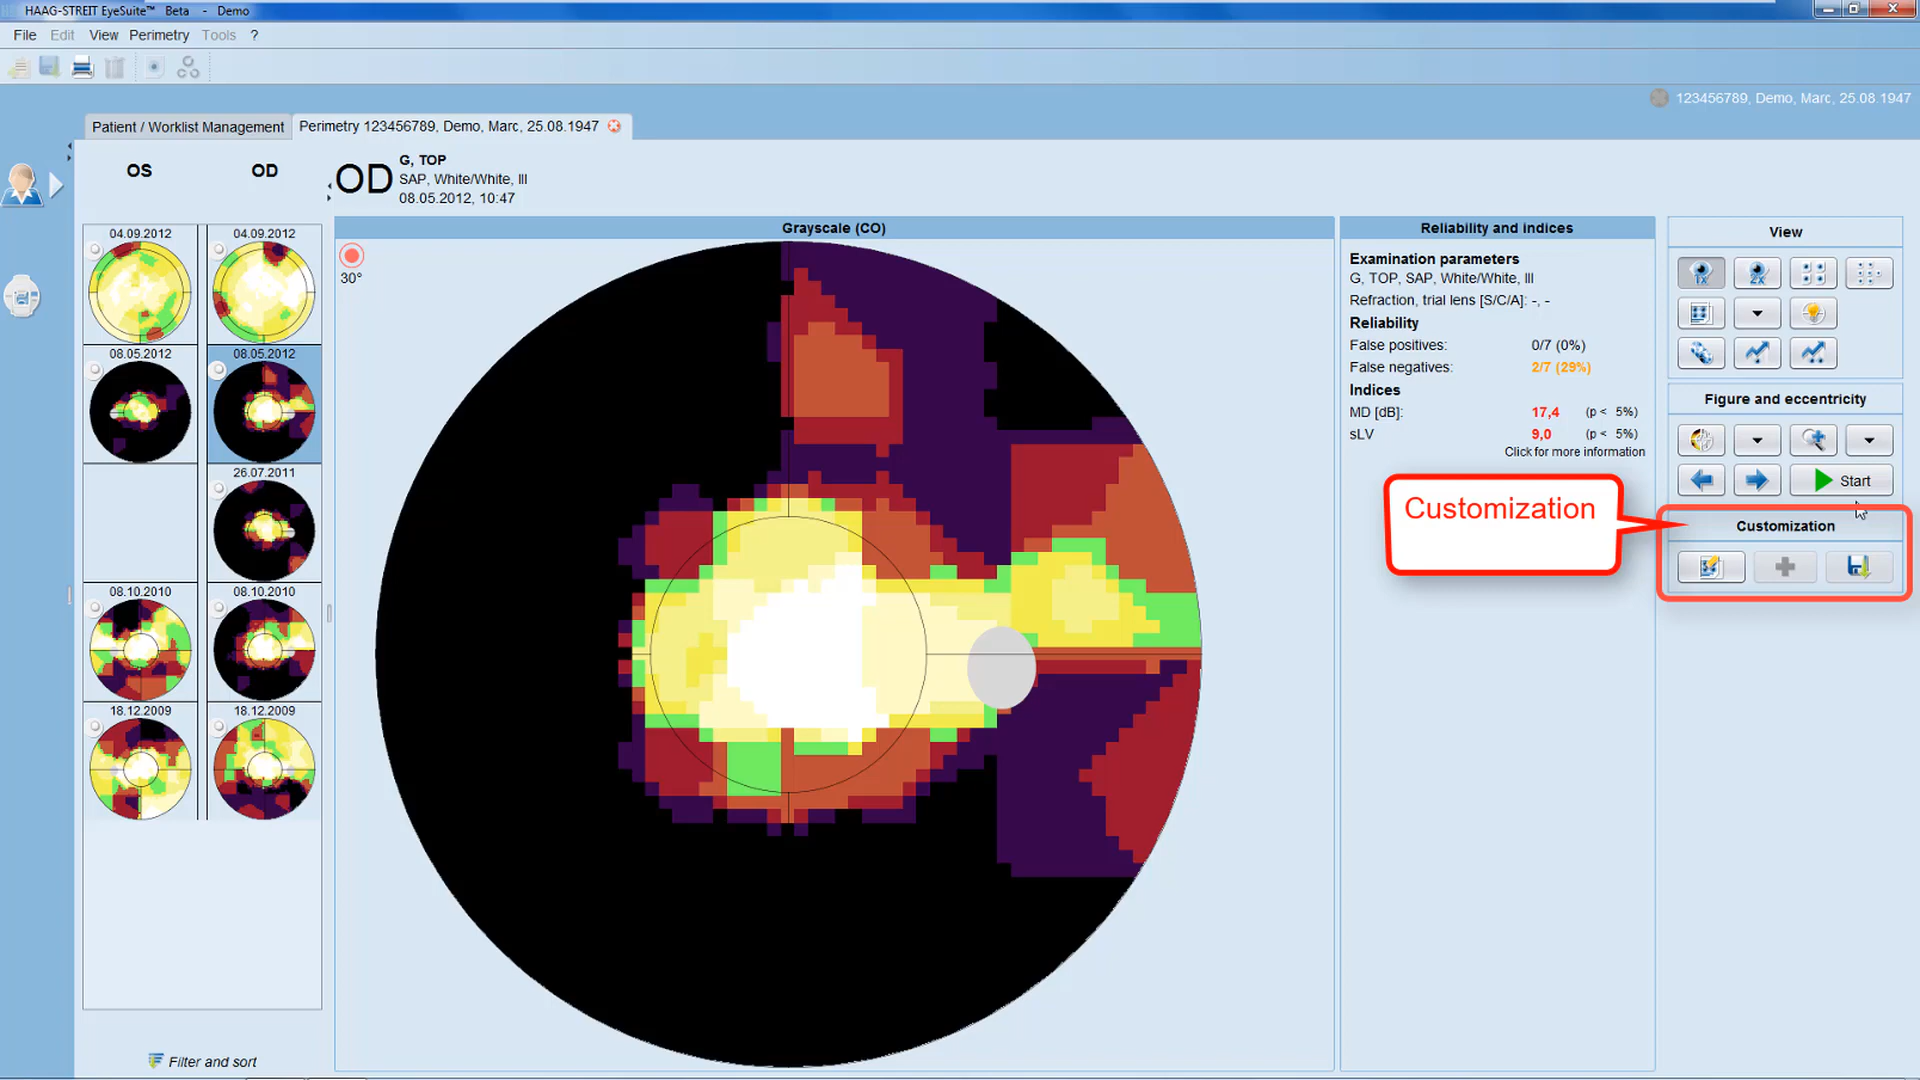 HAAG-STREIT EyeSuite™ Beta - Demo
File Edit View Perimetry Tools ?
123456789, Demo, Marc, 25.08.1947
Patient / Worklist Management
Perimetry 123456789, Demo, Marc, 25.08.1947
OS
OD
04.09.2012
04.09.2012
08.05.2012
08.05.2012
26.07.2011
08.10.2010
08.10.2010
18.12.2009
18.12.2009
Filter and sort
OD
G, TOP
SAP, White/White, III
08.05.2012, 10:47
Grayscale (CO)
30°
Reliability and indices
Examination parameters
G, TOP, SAP, White/White, III
Refraction, trial lens [S/C/A]: -, -
Reliability
False positives: 0/7 (0%)
False negatives: 2/7 (29%)
Indices
MD [dB]: 17,4 (p < 5%)
sLV 9,0 (p < 5%)
Click for more information
Customization
View
1x
2x
Figure and eccentricity
Start
Customization